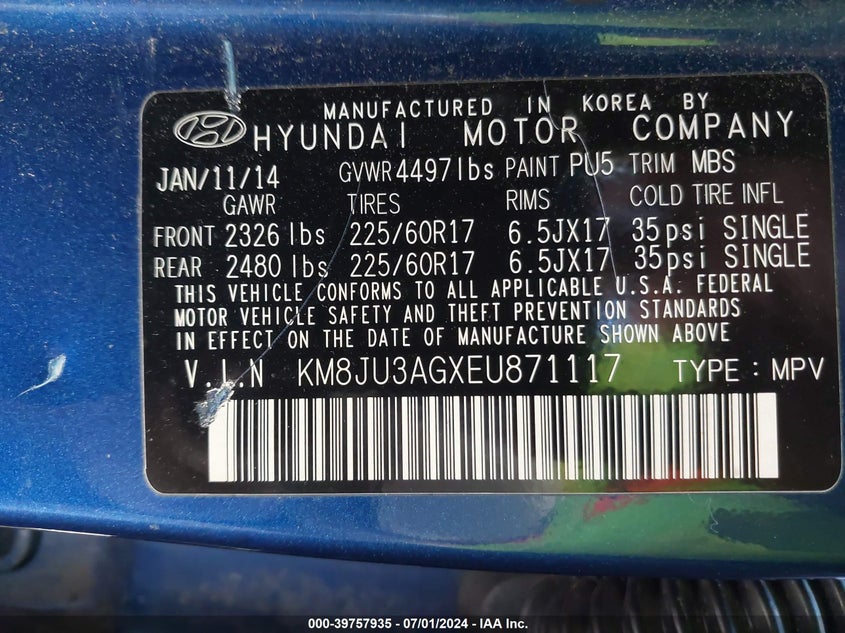 MANUFACTURED IN KOREA BY
HYUNDAI MOTOR COMPANY
JAN/11/14 GVWR 4497lbs PAINT PU5 TRIM MBS
GAWR TIRES RIMS COLD TIRE INFL
FRONT 2326 lbs 225/60R17 6.5JX17 35psi SINGLE
REAR 2480 lbs 225/60R17 6.5JX17 35psi SINGLE
THIS VEHICLE CONFORMS TO ALL APPLICABLE U.S.A. FEDERAL
MOTOR VEHICLE SAFETY AND THEFT PREVENTION STANDARDS
IN EFFECT ON THE DATE OF MANUFACTURE SHOWN ABOVE
V.I.N KM8JU3AGXEU871117 TYPE : MPV
000-39757935 - 07/01/2024 - IAA Inc.